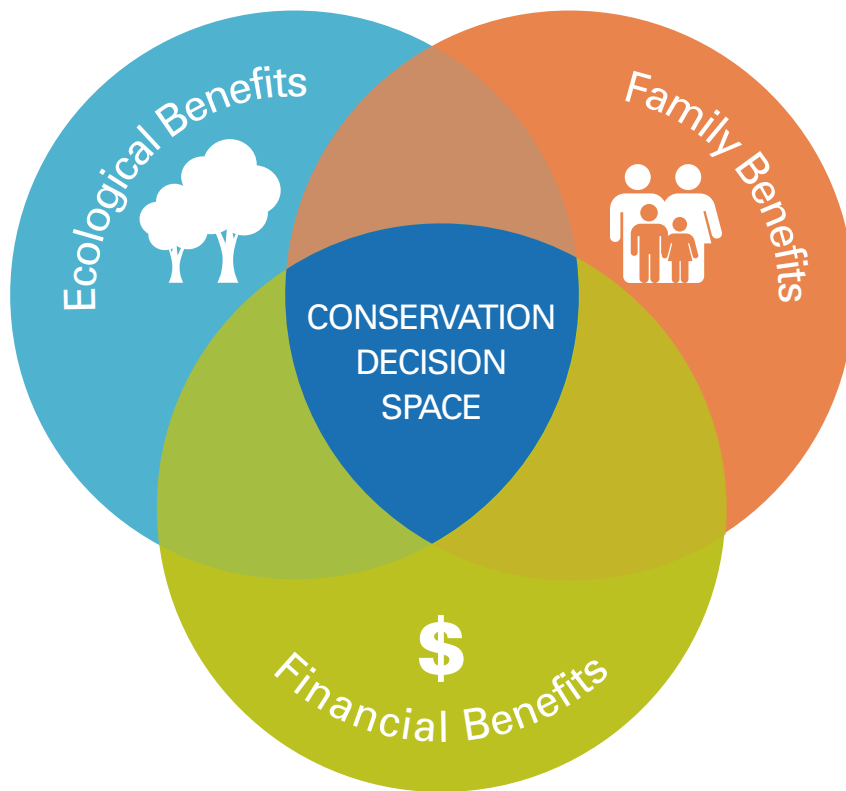 Ecological Benefits
Family Benefits
CONSERVATION
DECISION
SPACE
$
Financial Benefits